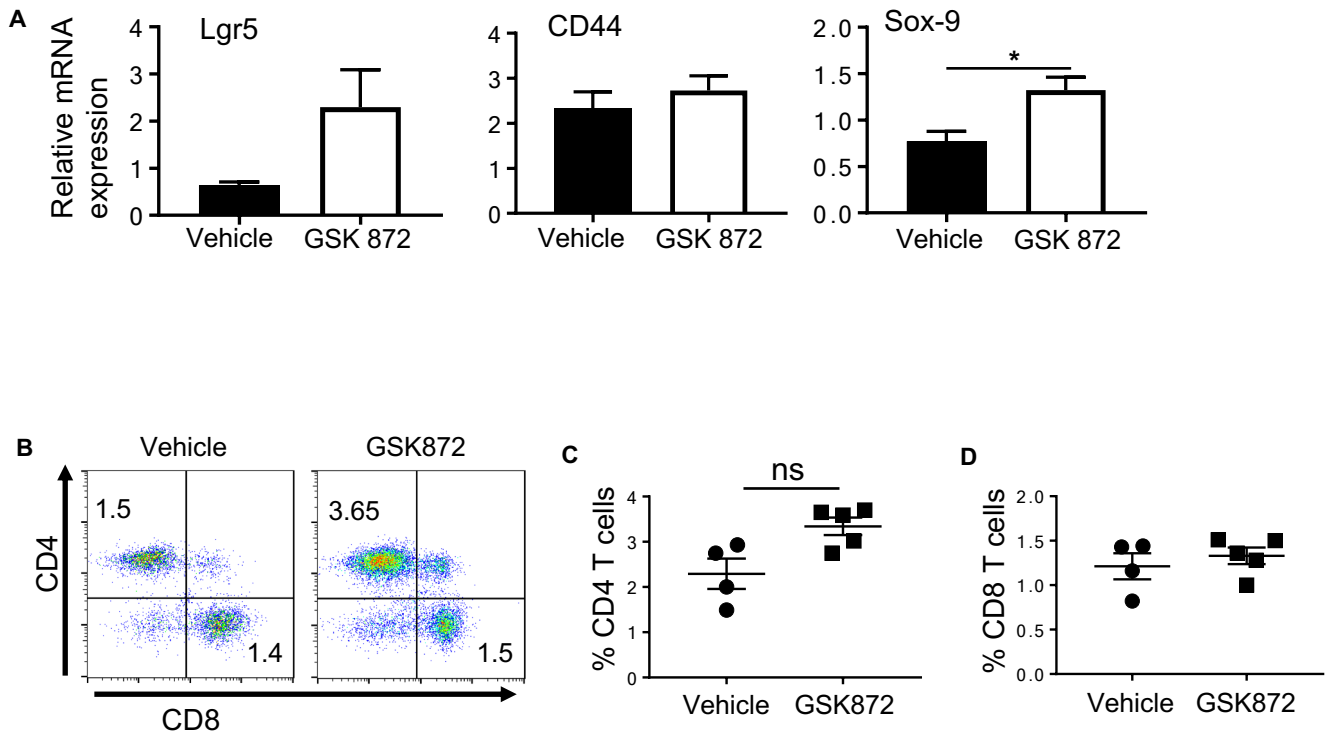 A
Relative mRNA
expression
Lgr5
4
3
2
1
0
Vehicle
GSK 872
CD44
4
3
2
1
0
Vehicle
GSK 872
Sox-9
2.0
1.5
1.0
0.5
0.0
*
Vehicle
GSK 872
B
Vehicle
GSK872
CD4
1.5
1.4
3.65
1.5
CD8
C
% CD4 T cells
ns
4
3
2
1
0
Vehicle
GSK872
D
% CD8 T cells
2.0
1.5
1.0
0.5
0.0
Vehicle
GSK872